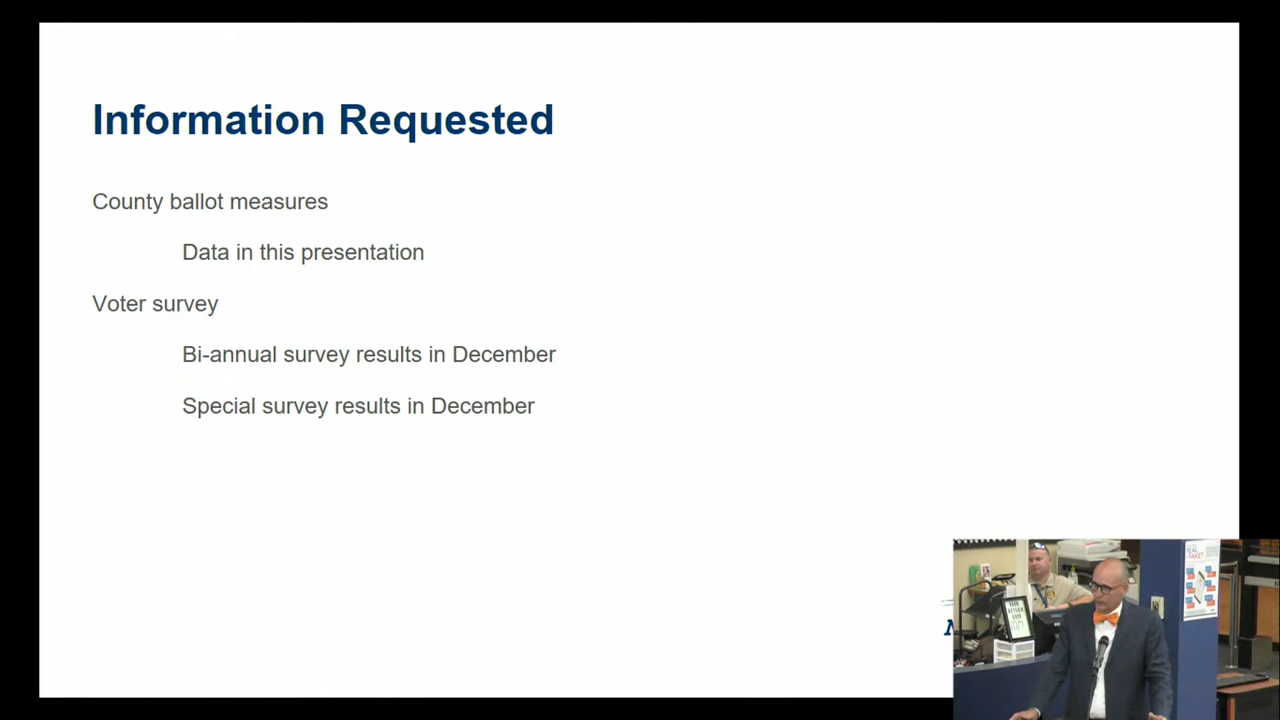 Information Requested
County ballot measures
Data in this presentation
Voter survey
Bi-annual survey results in December
Special survey results in December